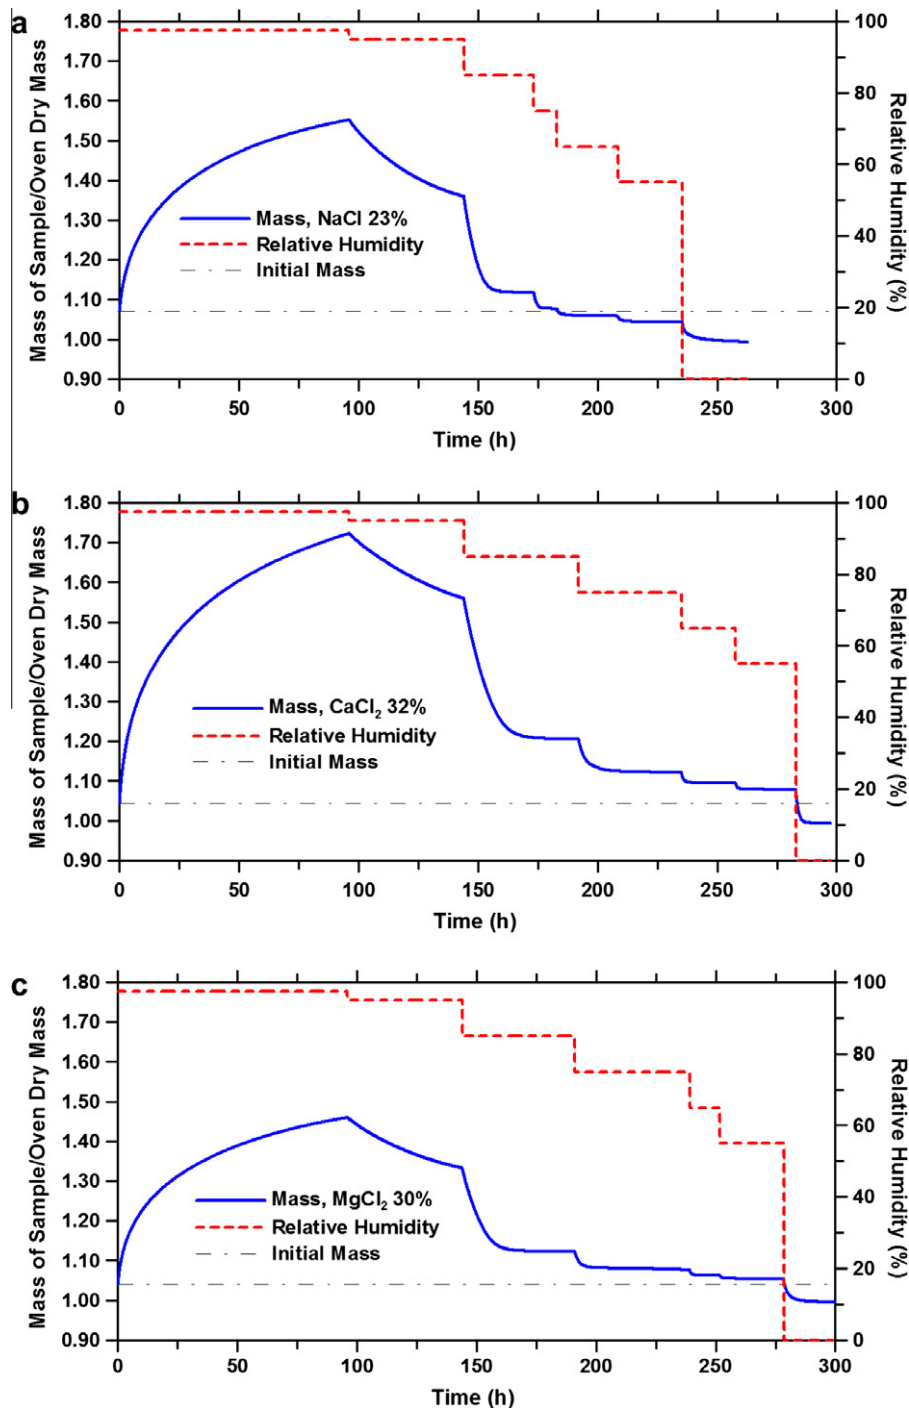 a
1.80
1.70
1.60
1.50
1.40
1.30
1.20
1.10
1.00
0.90
Mass of Sample/Oven Dry Mass
100
80
60
40
20
0
Relative Humidity (%)
Mass, NaCl 23%
Relative Humidity
Initial Mass
0 50 100 150 200 250 300
Time (h)
b
1.80
1.70
1.60
1.50
1.40
1.30
1.20
1.10
1.00
0.90
Mass of Sample/Oven Dry Mass
100
80
60
40
20
0
Relative Humidity (%)
Mass, CaCl₂ 32%
Relative Humidity
Initial Mass
0 50 100 150 200 250 300
Time (h)
c
1.80
1.70
1.60
1.50
1.40
1.30
1.20
1.10
1.00
0.90
Mass of Sample/Oven Dry Mass
100
80
60
40
20
0
Relative Humidity (%)
Mass, MgCl₂ 30%
Relative Humidity
Initial Mass
0 50 100 150 200 250 300
Time (h)